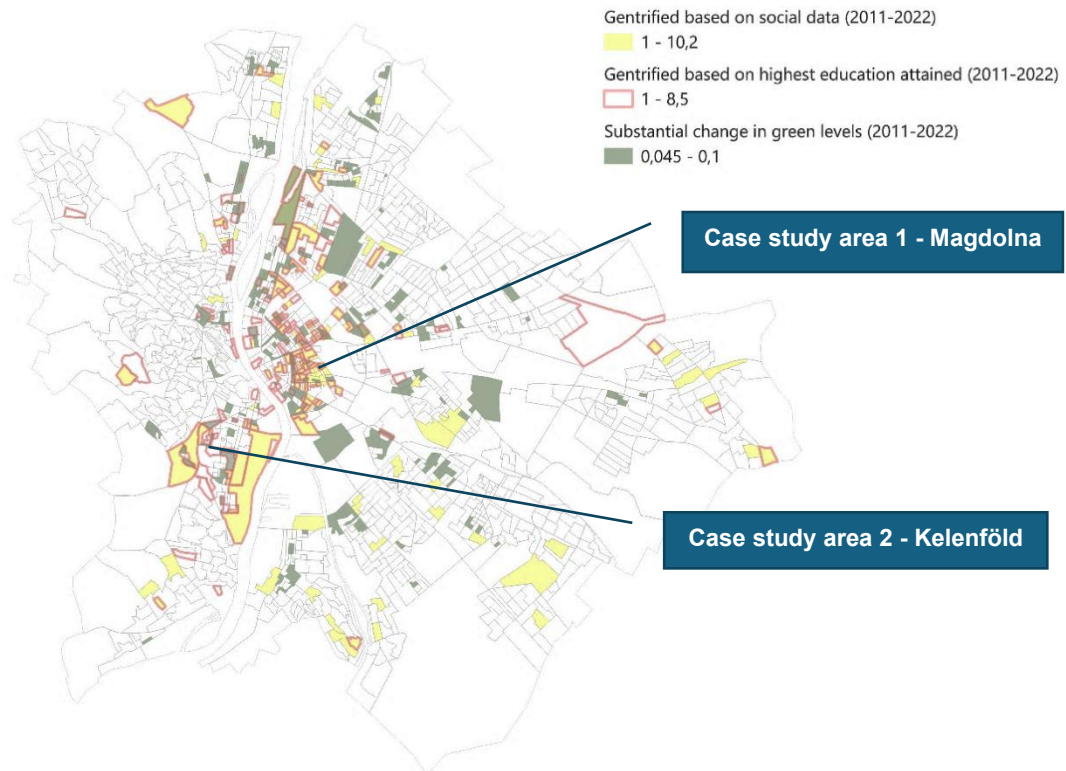 Gentrified based on social data (2011-2022)
1 - 10,2
Gentrified based on highest education attained (2011-2022)
1 - 8,5
Substantial change in green levels (2011-2022)
0,045 - 0,1
Case study area 1 - Magdolna
Case study area 2 - Kelenföld